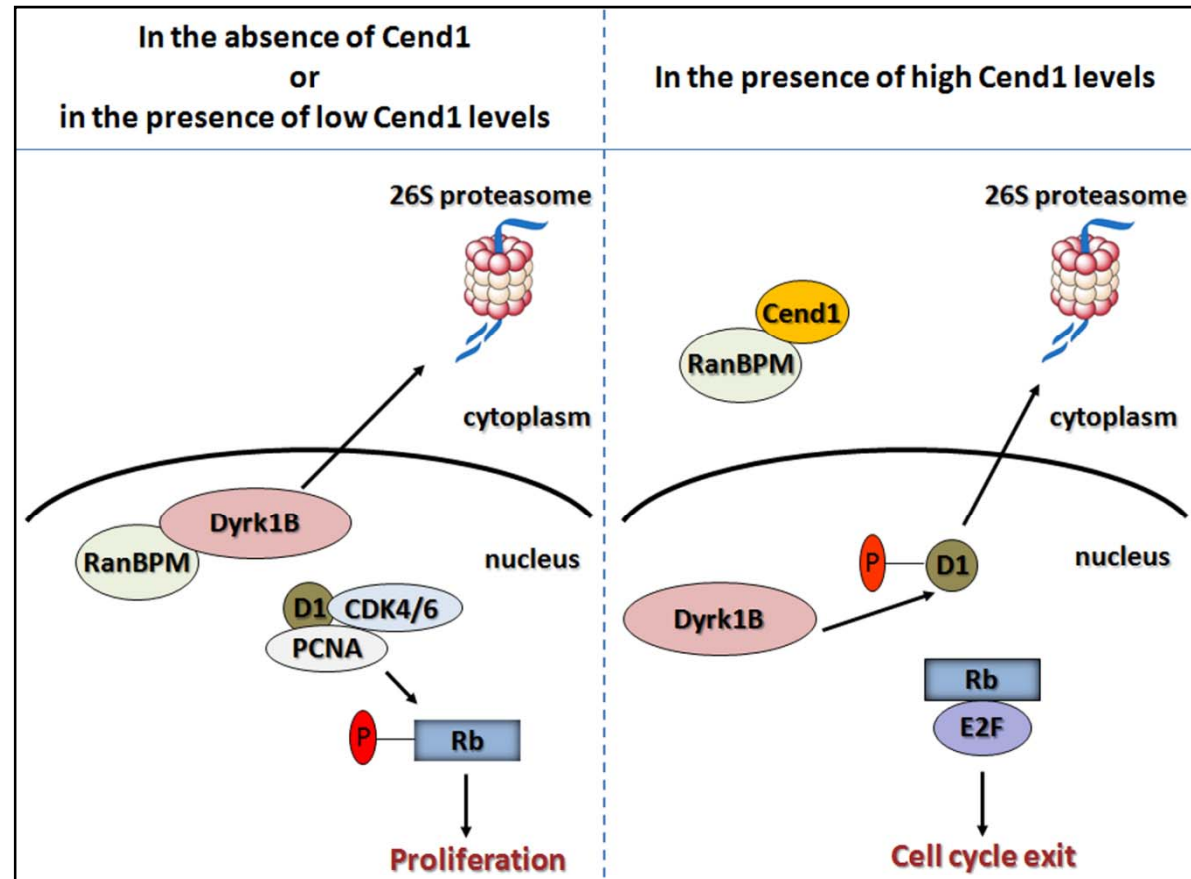 In the absence of Cend1
or
in the presence of low Cend1 levels
26S proteasome
cytoplasm
Dyrk1B
RanBPM
nucleus
D1
CDK4/6
PCNA
P
Rb
Proliferation
In the presence of high Cend1 levels
26S proteasome
Cend1
RanBPM
cytoplasm
nucleus
P
D1
Dyrk1B
Rb
E2F
Cell cycle exit